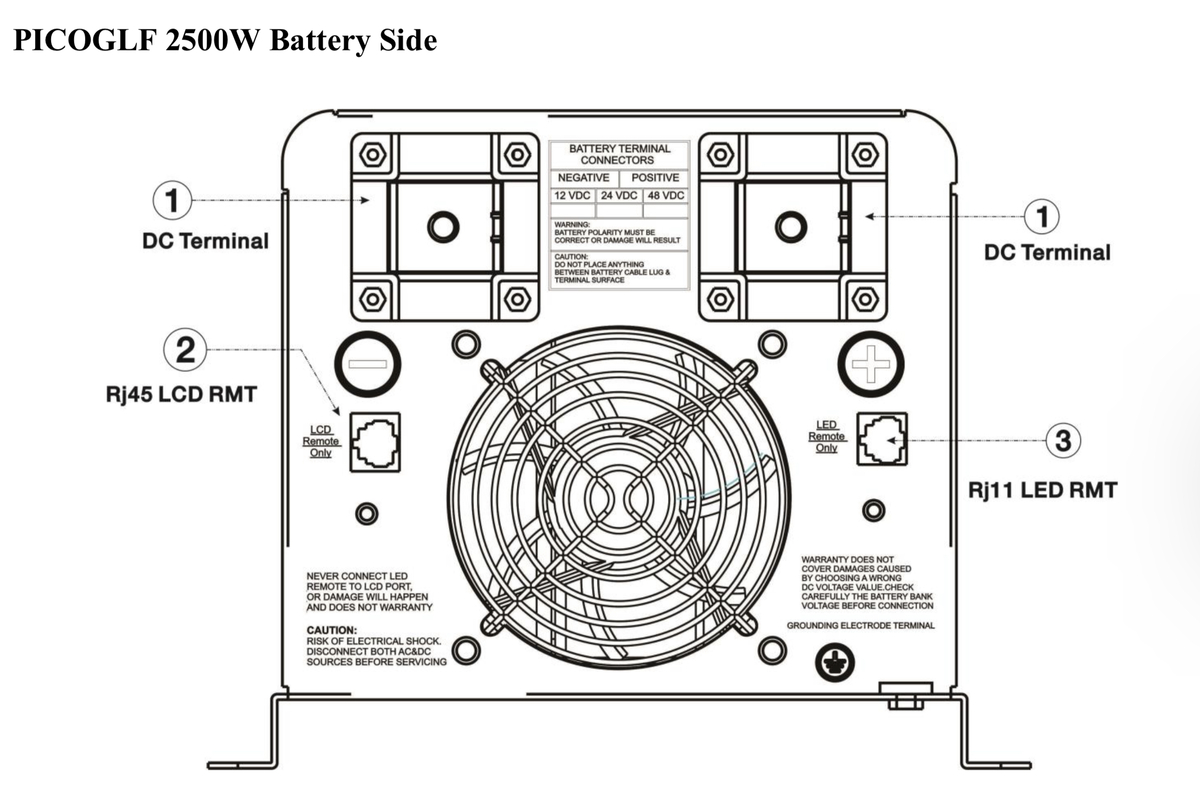 PICOGLF 2500W Battery Side
BATTERY TERMINAL
CONNECTORS
NEGATIVE POSITIVE
12 VDC 24 VDC 48 VDC
WARNING:
BATTERY POLARITY MUST BE
CORRECT OR DAMAGE WILL RESULT
CAUTION:
DO NOT PLACE ANYTHING
BETWEEN BATTERY CABLE LUG &
TERMINAL SURFACE
1
DC Terminal
1
DC Terminal
2
Rj45 LCD RMT
LCD
Remote
Only
LED
Remote
Only
3
Rj11 LED RMT
NEVER CONNECT LED
REMOTE TO LCD PORT,
OR DAMAGE WILL HAPPEN
AND DOES NOT WARRANTY
CAUTION:
RISK OF ELECTRICAL SHOCK.
DISCONNECT BOTH AC&DC
SOURCES BEFORE SERVICING
WARRANTY DOES NOT
COVER DAMAGES CAUSED
BY CHOOSING A WRONG
DC VOLTAGE VALUE.CHECK
CAREFULLY THE BATTERY BANK
VOLTAGE BEFORE CONNECTION
GROUNDING ELECTRODE TERMINAL